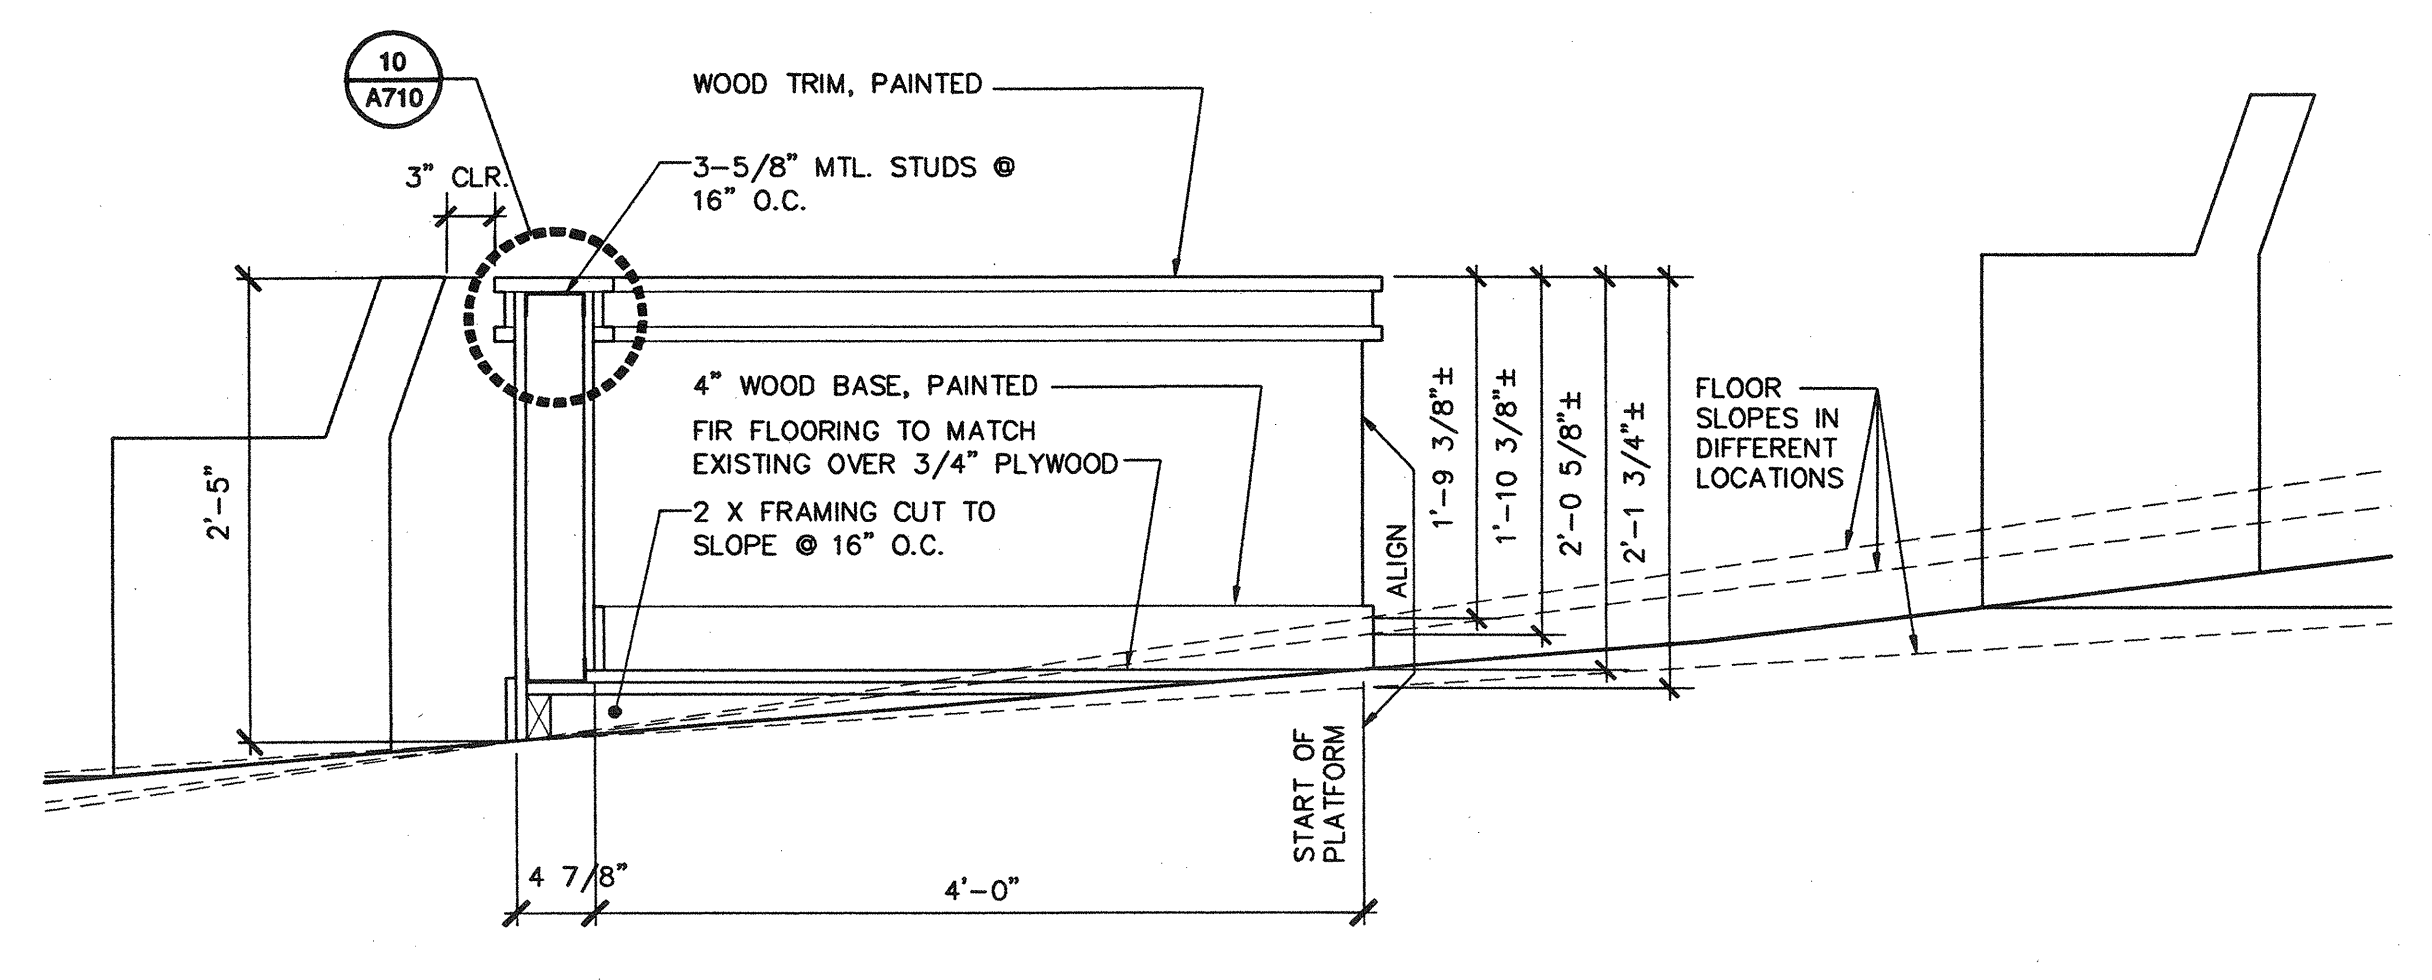 10
A710
WOOD TRIM, PAINTED
3" CLR.
3-5/8" MTL. STUDS @
16" O.C.
4" WOOD BASE, PAINTED
FIR FLOORING TO MATCH
EXISTING OVER 3/4" PLYWOOD
2 X FRAMING CUT TO
SLOPE @ 16" O.C.
2'-5"
ALIGN
1'-9 3/8"±
1'-10 3/8"±
2'-0 5/8"±
2'-1 3/4"±
FLOOR
SLOPES IN
DIFFERENT
LOCATIONS
START OF
PLATFORM
4 7/8"
4'-0"